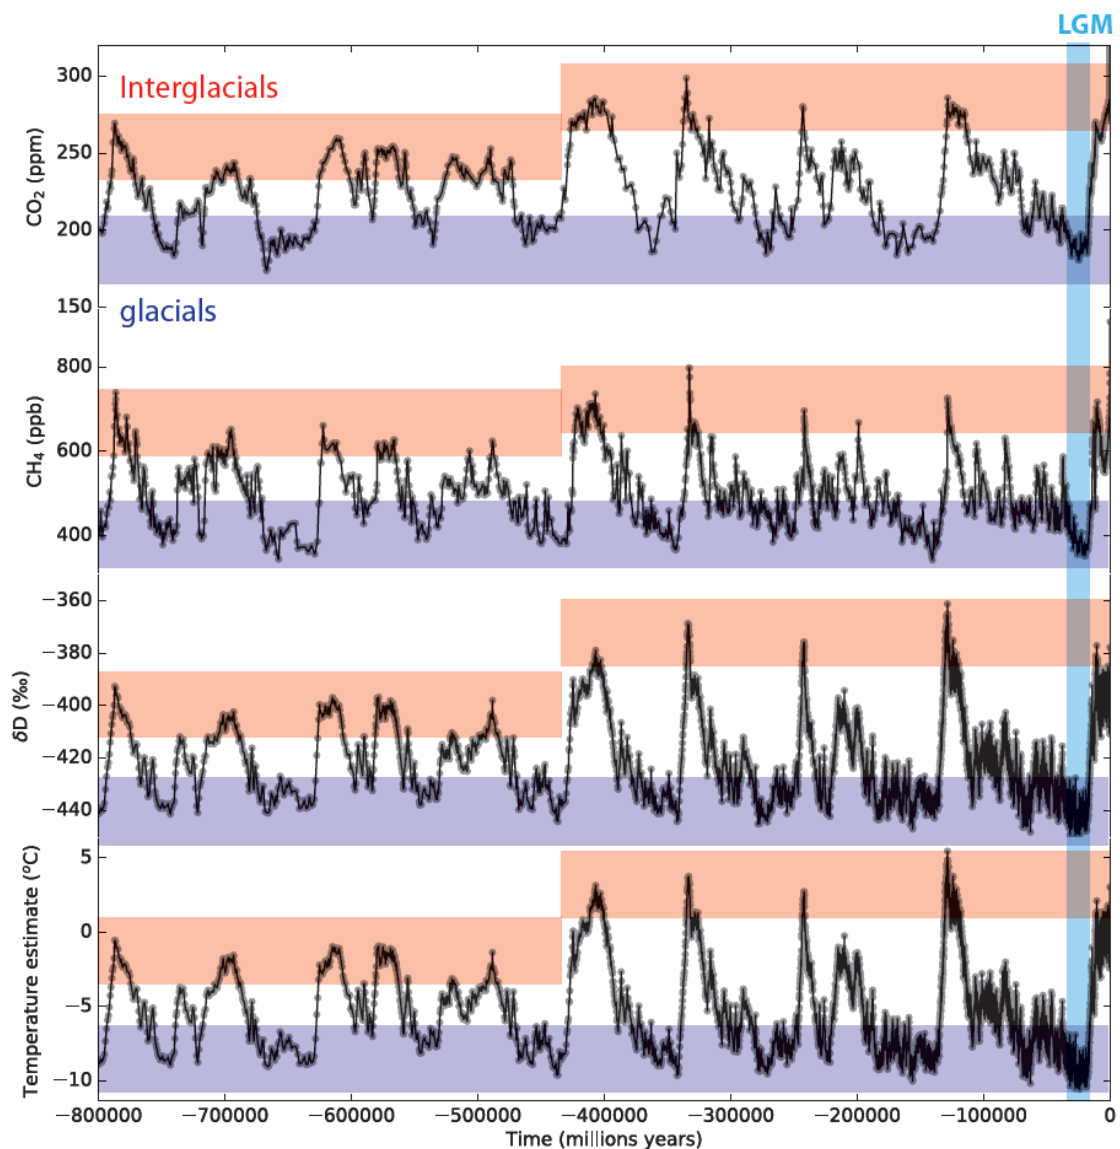 LGM
Interglacials
300
250
200
150
CO₂ (ppm)
glacials
800
600
400
CH₄ (ppb)
−360
−380
−400
−420
−440
δD (‰)
5
0
−5
−10
Temperature estimate (°C)
−800000 −700000 −600000 −500000 −400000 −300000 −200000 −100000 0
Time (millions years)